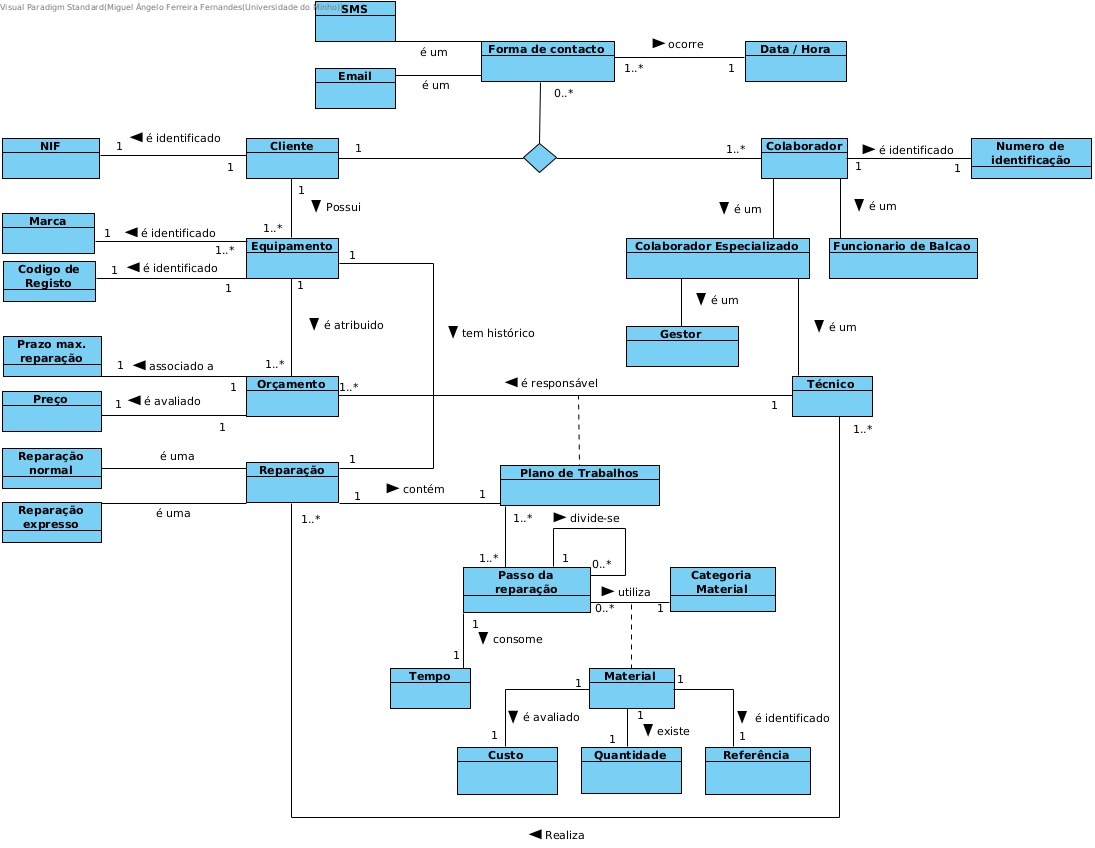 Visual Paradigm Standard(Miguel Ângelo Ferreira Fernandes(Universidade do Minho))
SMS
é um
Forma de contacto
ocorre
1..*
1
Data / Hora
Email
é um
0..*
NIF
1
é identificado
1
Cliente
1
1..*
Colaborador
é identificado
1
1
Numero de
identificação
1
Possui
1..*
é um
é um
Marca
1
é identificado
1..*
Equipamento
1
Colaborador Especializado
Funcionario de Balcao
Codigo de
Registo
1
é identificado
1
1
é um
é atribuido
tem histórico
Gestor
é um
Prazo max.
reparação
1
associado a
1
1..*
Orçamento
1..*
é responsável
1
Técnico
1..*
Preço
1
é avaliado
1
Reparação
normal
é uma
Reparação
1
contém
1
1
Plano de Trabalhos
Reparação
expresso
é uma
1..*
1..*
divide-se
1..*
1
0..*
Passo da
reparação
utiliza
0..*
1
Categoria
Material
1
consome
1
Tempo
Material
1
1
1
é avaliado
1
existe
1
é identificado
1
Custo
Quantidade
Referência
Realiza